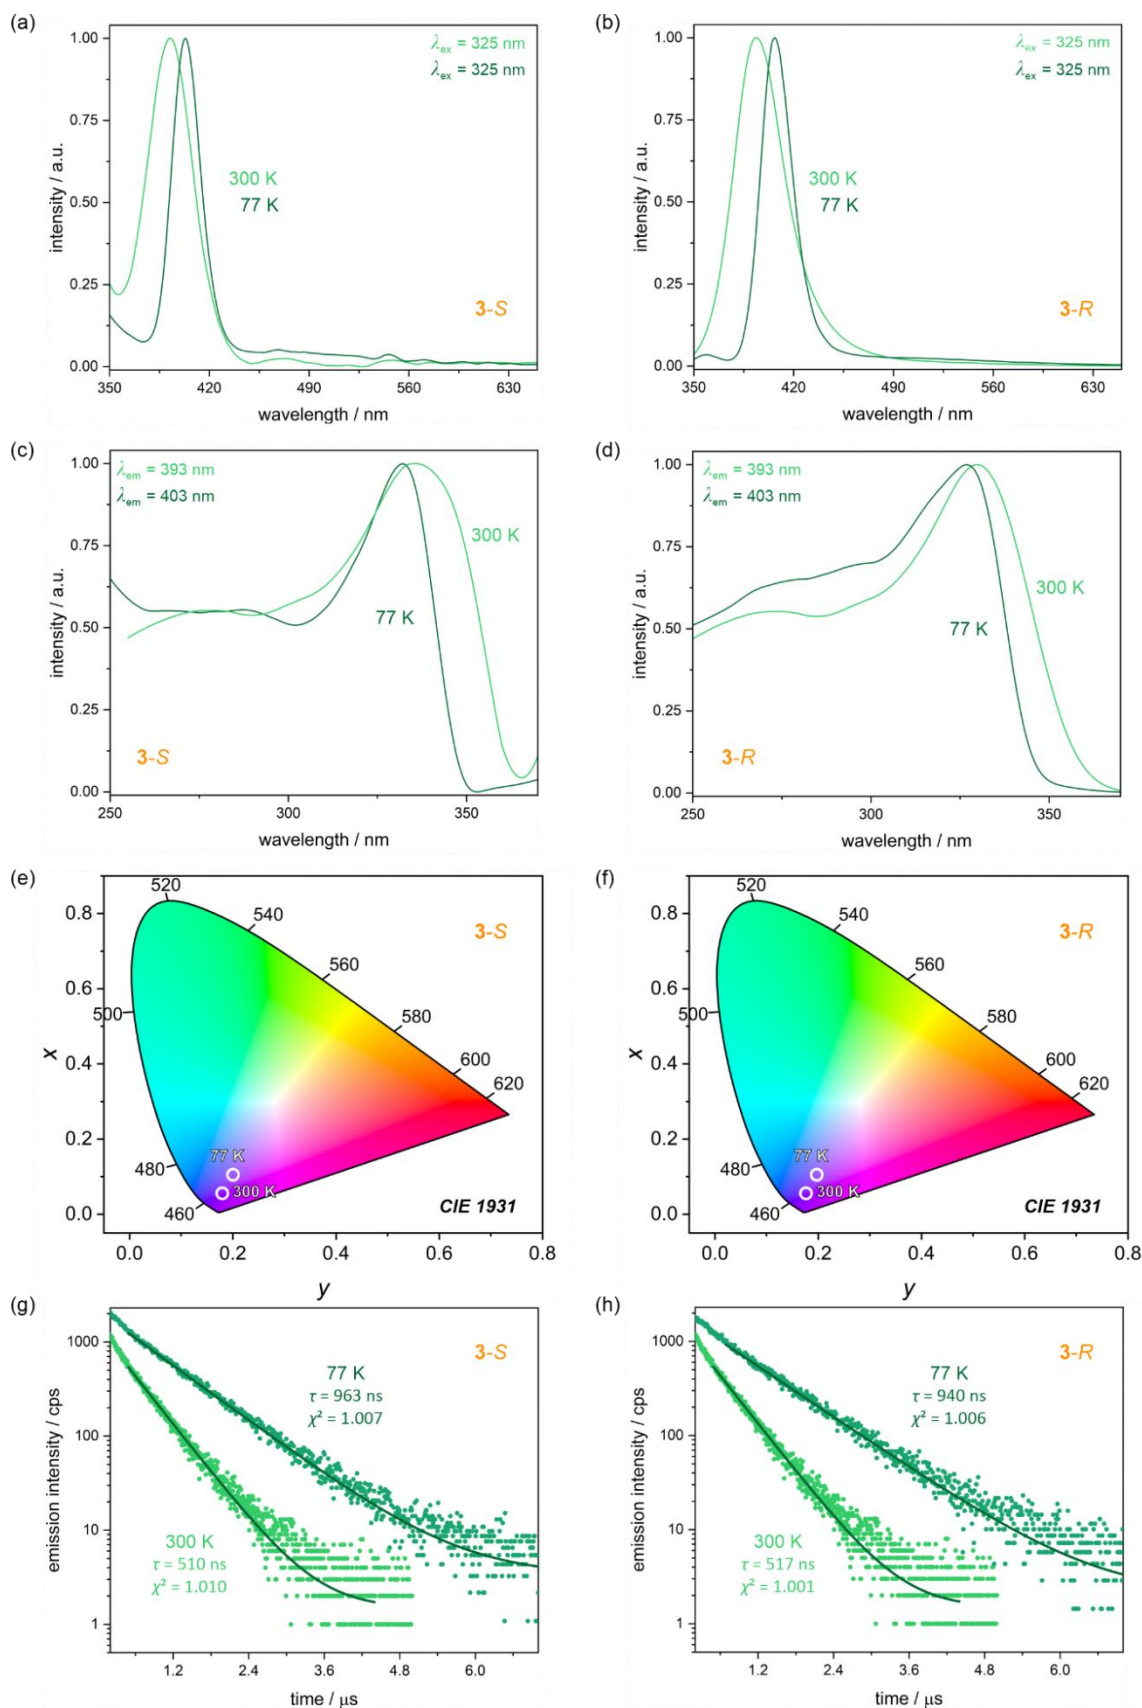 (a)
λex = 325 nm
λex = 325 nm
300 K
77 K
3-S
intensity / a.u.
1.00
0.75
0.50
0.25
0.00
350 420 490 560 630
wavelength / nm
(b)
λex = 325 nm
λex = 325 nm
300 K
77 K
3-R
intensity / a.u.
1.00
0.75
0.50
0.25
0.00
350 420 490 560 630
wavelength / nm
(c)
λem = 393 nm
λem = 403 nm
300 K
77 K
3-S
intensity / a.u.
1.00
0.75
0.50
0.25
0.00
250 300 350
wavelength / nm
(d)
λem = 393 nm
λem = 403 nm
300 K
77 K
3-R
intensity / a.u.
1.00
0.75
0.50
0.25
0.00
250 300 350
wavelength / nm
(e)
3-S
520
540
560
580
600
620
500
480
460
77 K
300 K
CIE 1931
x
0.8
0.6
0.4
0.2
0.0
0.0 0.2 0.4 0.6 0.8
y
(f)
3-R
520
540
560
580
600
620
500
480
460
77 K
300 K
CIE 1931
x
0.8
0.6
0.4
0.2
0.0
0.0 0.2 0.4 0.6 0.8
y
(g)
3-S
77 K
τ = 963 ns
χ² = 1.007
300 K
τ = 510 ns
χ² = 1.010
emission intensity / cps
1000
100
10
1
1.2 2.4 3.6 4.8 6.0
time / μs
(h)
3-R
77 K
τ = 940 ns
χ² = 1.006
300 K
τ = 517 ns
χ² = 1.001
emission intensity / cps
1000
100
10
1
1.2 2.4 3.6 4.8 6.0
time / μs